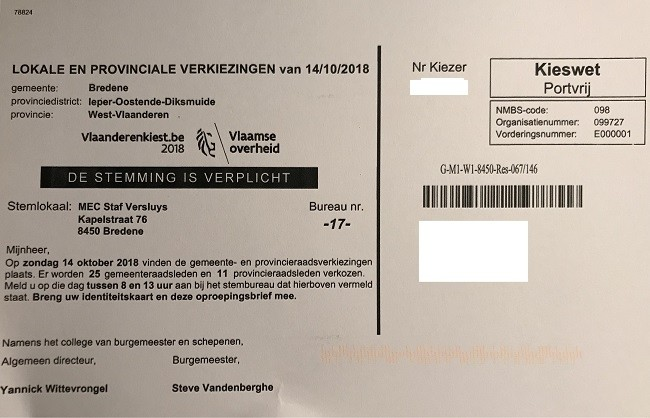 78824
LOKALE EN PROVINCIALE VERKIEZINGEN van 14/10/2018
gemeente: Bredene
provinciedistrict: Ieper-Oostende-Diksmuide
provincie: West-Vlaanderen
Vlaanderenkiest.be
2018
Vlaamse
overheid
DE STEMMING IS VERPLICHT
Stemlokaal: MEC Staf Versluys
Kapelstraat 76
8450 Bredene
Bureau nr.
-17-
Mijnheer,
Op zondag 14 oktober 2018 vinden de gemeente- en provincieraadsverkiezingen
plaats. Er worden 25 gemeenteraadsleden en 11 provincieraadsleden verkozen.
Meld u op die dag tussen 8 en 13 uur aan bij het stembureau dat hierboven vermeld
staat. Breng uw identiteitskaart en deze oproepingsbrief mee.
Namens het college van burgemeester en schepenen,
Algemeen directeur,
Burgemeester,
Yannick Wittevrongel
Steve Vandenberghe
Nr Kiezer
Kieswet
Portvrij
NMBS-code: 098
Organisatienummer: 099727
Vorderingsnummer: E000001
G-M1-W1-8450-Res-067/146